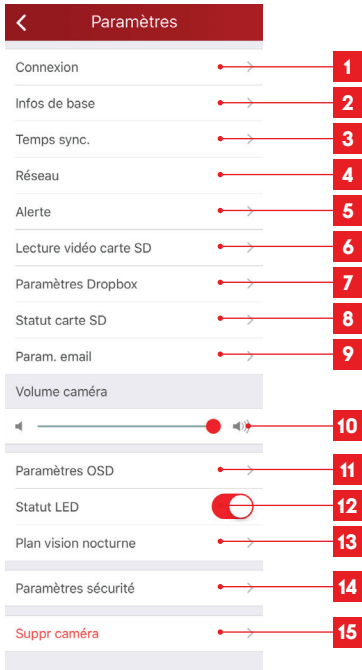 Paramètres
Connexion 1
Infos de base 2
Temps sync. 3
Réseau 4
Alerte 5
Lecture vidéo carte SD 6
Paramètres Dropbox 7
Statut carte SD 8
Param. email 9
Volume caméra
10
Paramètres OSD 11
Statut LED 12
Plan vision nocturne 13
Paramètres sécurité 14
Suppr caméra 15